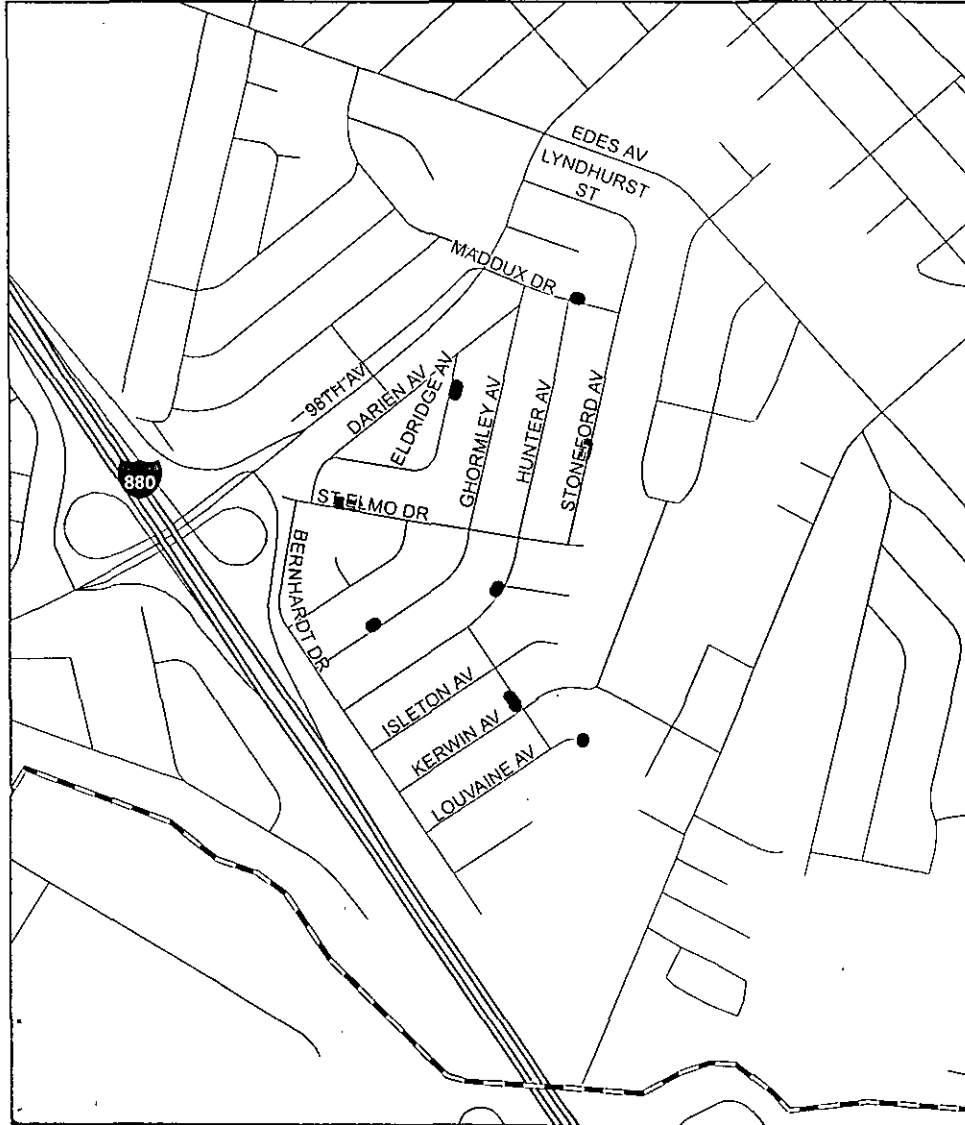 EDES AV
LYNDHURST
ST
MADDUX DR
98TH AV
DARIEN AV
ELDRIDGE AV
GHORMLEY AV
HUNTER AV
STONEFORD AV
880
ST ELMO DR
BERNHARDT DR
ISLETON AV
KERWIN AV
LOUVAINE AV